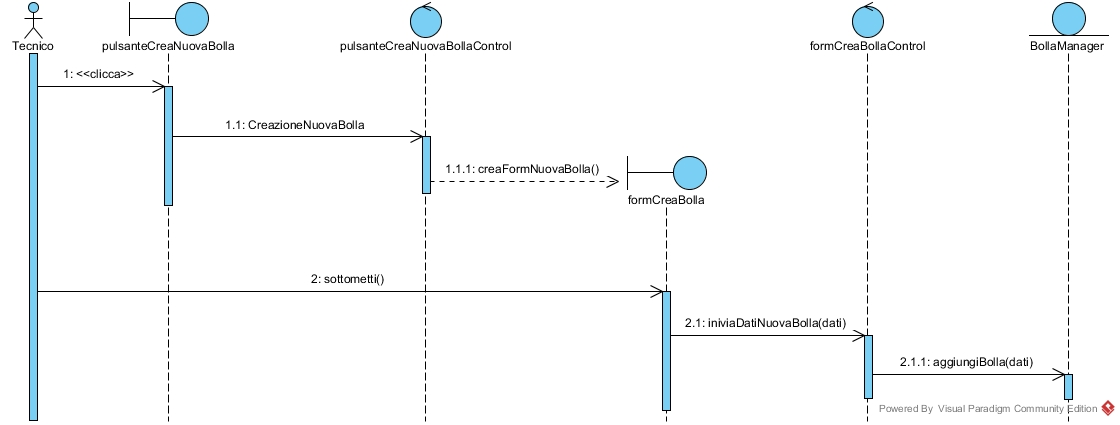 Tecnico
pulsanteCreaNuovaBolla
pulsanteCreaNuovaBollaControl
formCreaBollaControl
BollaManager
1: <<clicca>>
1.1: CreazioneNuovaBolla
1.1.1: creaFormNuovaBolla()
formCreaBolla
2: sottometti()
2.1: iniviaDatiNuovaBolla(dati)
2.1.1: aggiungiBolla(dati)
Powered By Visual Paradigm Community Edition